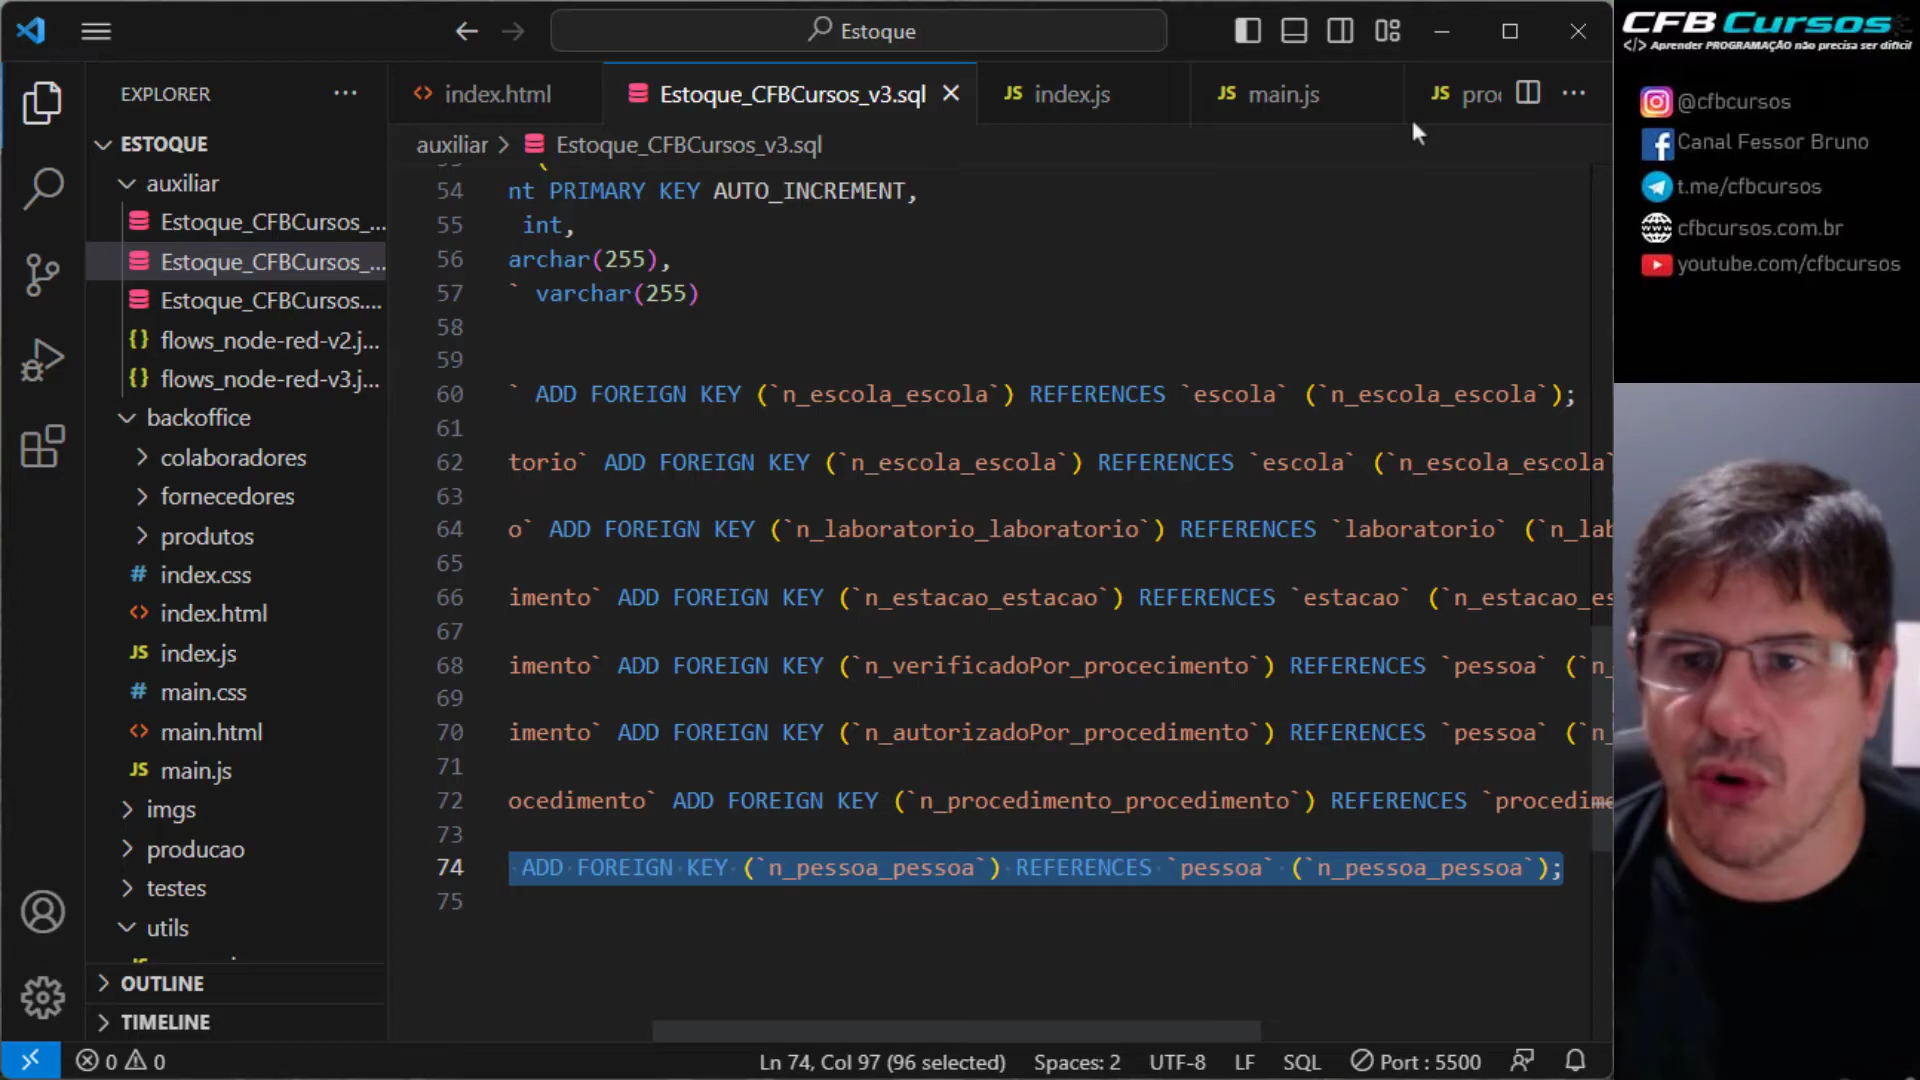 Estoque
CFB Cursos
</> Aprender PROGRAMAÇÃO não precisa ser difícil
@cfbcursos
Canal Fessor Bruno
t.me/cfbcursos
cfbcursos.com.br
youtube.com/cfbcursos
EXPLORER
ESTOQUE
auxiliar
Estoque_CFBCursos_...
Estoque_CFBCursos_...
Estoque_CFBCursos....
flows_node-red-v2.j...
flows_node-red-v3.j...
backoffice
colaboradores
fornecedores
produtos
index.css
index.html
index.js
main.css
main.html
main.js
imgs
producao
testes
utils
OUTLINE
TIMELINE
index.html
Estoque_CFBCursos_v3.sql
index.js
main.js
auxiliar > Estoque_CFBCursos_v3.sql
54 nt PRIMARY KEY AUTO_INCREMENT,
55 int,
56 archar(255),
57 ` varchar(255)
58
59
60 ` ADD FOREIGN KEY (`n_escola_escola`) REFERENCES `escola` (`n_escola_escola`);
61
62 torio` ADD FOREIGN KEY (`n_escola_escola`) REFERENCES `escola` (`n_escola_escola`
63
64 o` ADD FOREIGN KEY (`n_laboratorio_laboratorio`) REFERENCES `laboratorio` (`n_lab
65
66 imento` ADD FOREIGN KEY (`n_estacao_estacao`) REFERENCES `estacao` (`n_estacao_es
67
68 imento` ADD FOREIGN KEY (`n_verificadoPor_procecimento`) REFERENCES `pessoa` (`n_
69
70 imento` ADD FOREIGN KEY (`n_autorizadoPor_procedimento`) REFERENCES `pessoa` (`n_
71
72 ocedimento` ADD FOREIGN KEY (`n_procedimento_procedimento`) REFERENCES `procedime
73
74 ADD FOREIGN KEY (`n_pessoa_pessoa`) REFERENCES `pessoa` (`n_pessoa_pessoa`);
75
0 0
Ln 74, Col 97 (96 selected)
Spaces: 2
UTF-8
LF
SQL
Port : 5500